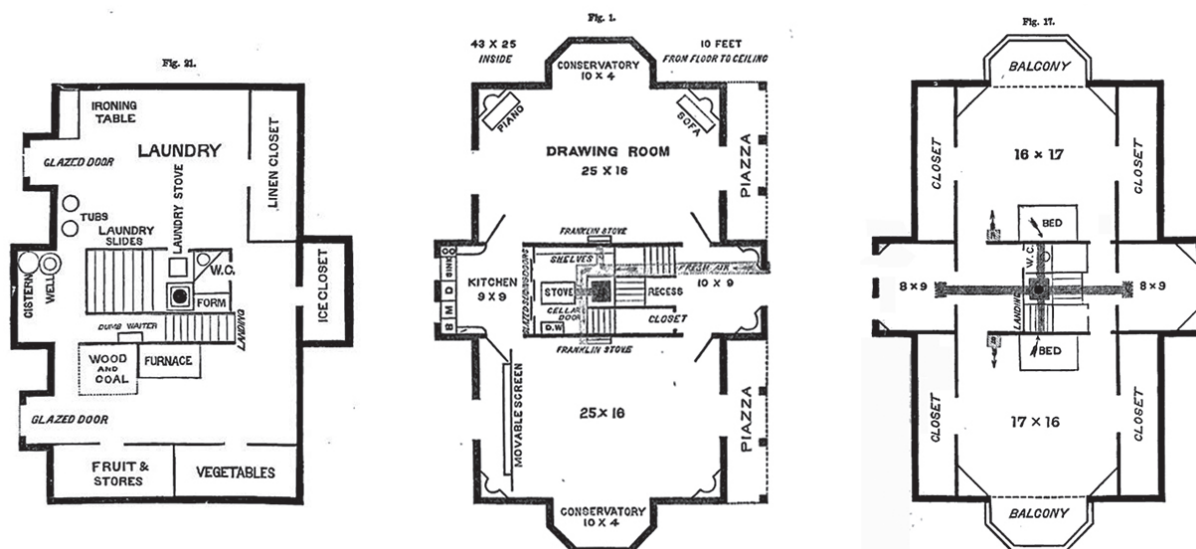 Fig. 21.
IRONING
TABLE
GLAZED DOOR
LAUNDRY
LINEN CLOSET
LAUNDRY STOVE
TUBS
LAUNDRY
SLIDES
W.C.
CISTERN
WELL
FORM
ICE CLOSET
DUMB WAITER
LANDING
WOOD
AND
COAL
FURNACE
GLAZED DOOR
FRUIT &
STORES
VEGETABLES
Fig. 1.
43 X 25
INSIDE
10 FEET
FROM FLOOR TO CEILING
CONSERVATORY
10 X 4
PIANO
SOFA
DRAWING ROOM
25 X 16
PIAZZA
FRANKLIN STOVE
SHELVES
FRESH AIR
KITCHEN
9 X 9
SINK
D
M
B
GLAZED SLIDING DOORS
STOVE
RECESS
10 X 9
CELLAR
DOOR
D.W
CLOSET
FRANKLIN STOVE
MOVABLE SCREEN
25 X 16
PIAZZA
CONSERVATORY
10 X 4
Fig. 17.
BALCONY
CLOSET
16 x 17
CLOSET
BED
W.C.
8 x 9
LANDING
8 x 9
BED
CLOSET
17 x 16
CLOSET
BALCONY